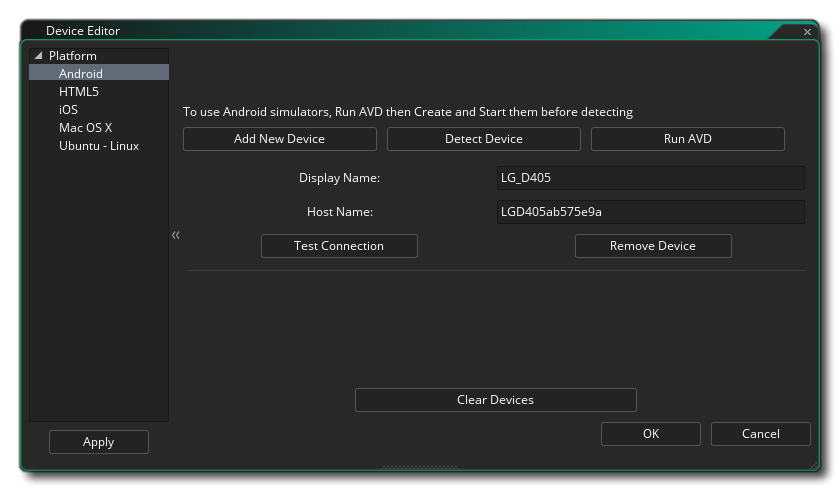 Device Editor
Platform
Android
HTML5
iOS
Mac OS X
Ubuntu - Linux
To use Android simulators, Run AVD then Create and Start them before detecting
Add New Device Detect Device Run AVD
Display Name: LG_D405
Host Name: LGD405ab575e9a
Test Connection Remove Device
Clear Devices
Apply OK Cancel